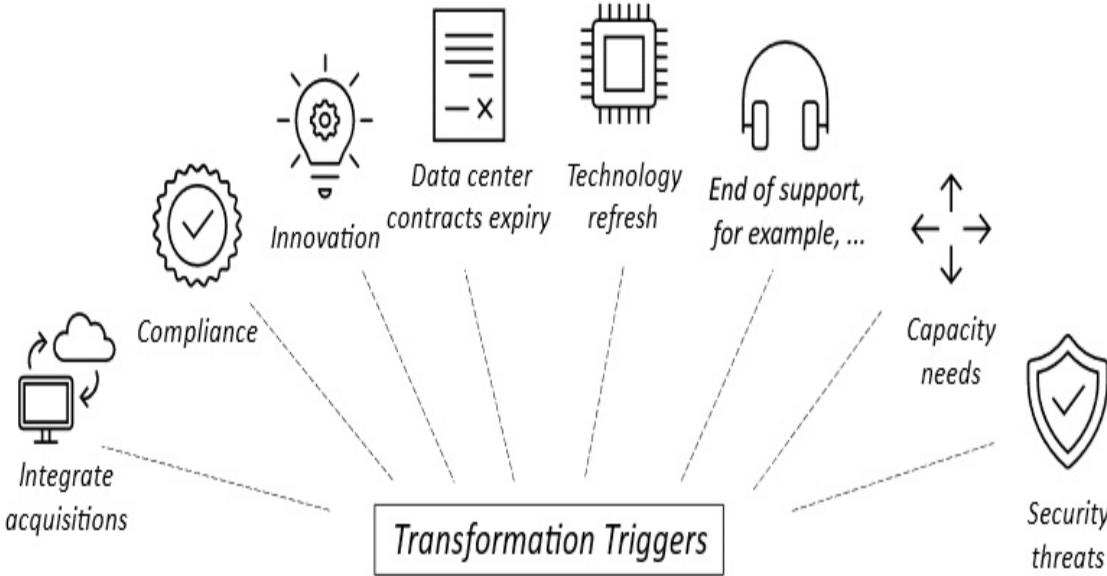 Integrate
acquisitions
Compliance
Innovation
Data center
contracts expiry
Technology
refresh
End of support,
for example, ...
Capacity
needs
Security
threats
Transformation Triggers